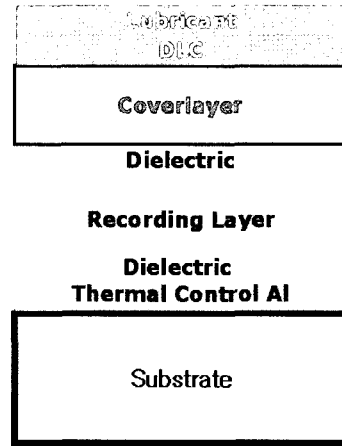 Lubricant
DLC
Coverlayer
Dielectric
Recording Layer
Dielectric
Thermal Control Al
Substrate